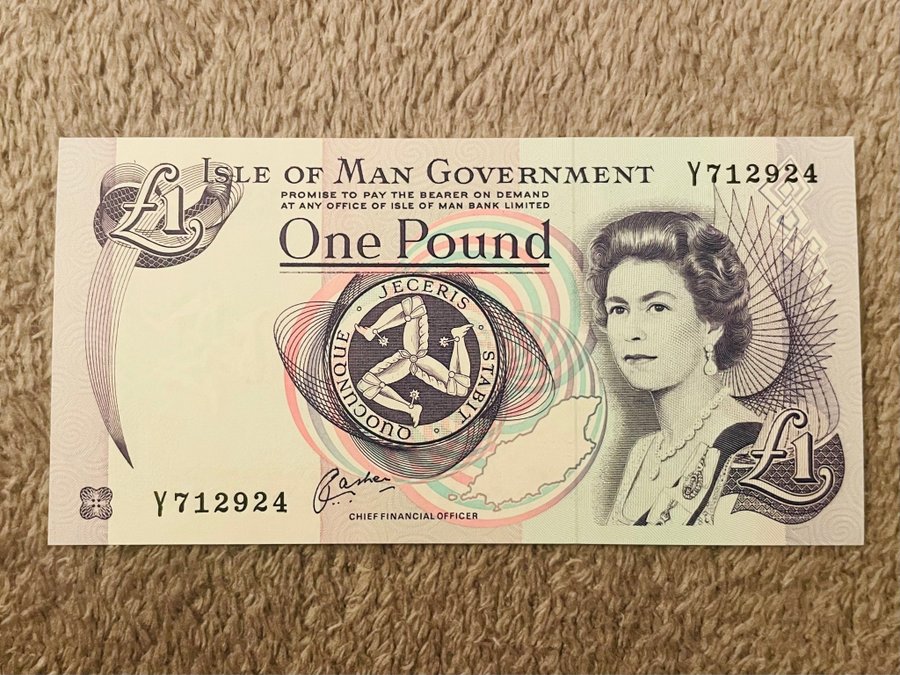 £1
ISLE OF MAN GOVERNMENT
Y712924
PROMISE TO PAY THE BEARER ON DEMAND
AT ANY OFFICE OF ISLE OF MAN BANK LIMITED
One Pound
QUOCUNQUE JECERIS STABIT
Y712924
CHIEF FINANCIAL OFFICER
£1